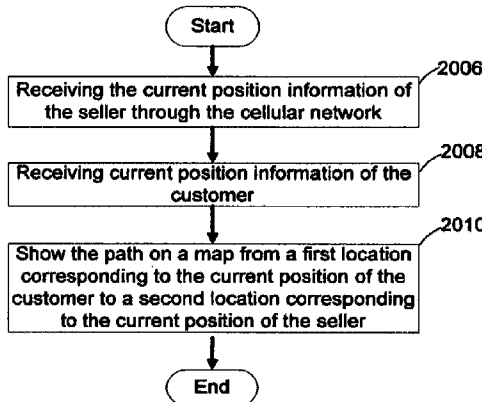 Start
2006
Receiving the current position information of
the seller through the cellular network
2008
Receiving current position information of the
customer
2010
Show the path on a map from a first location
corresponding to the current position of the
customer to a second location corresponding
to the current position of the seller
End